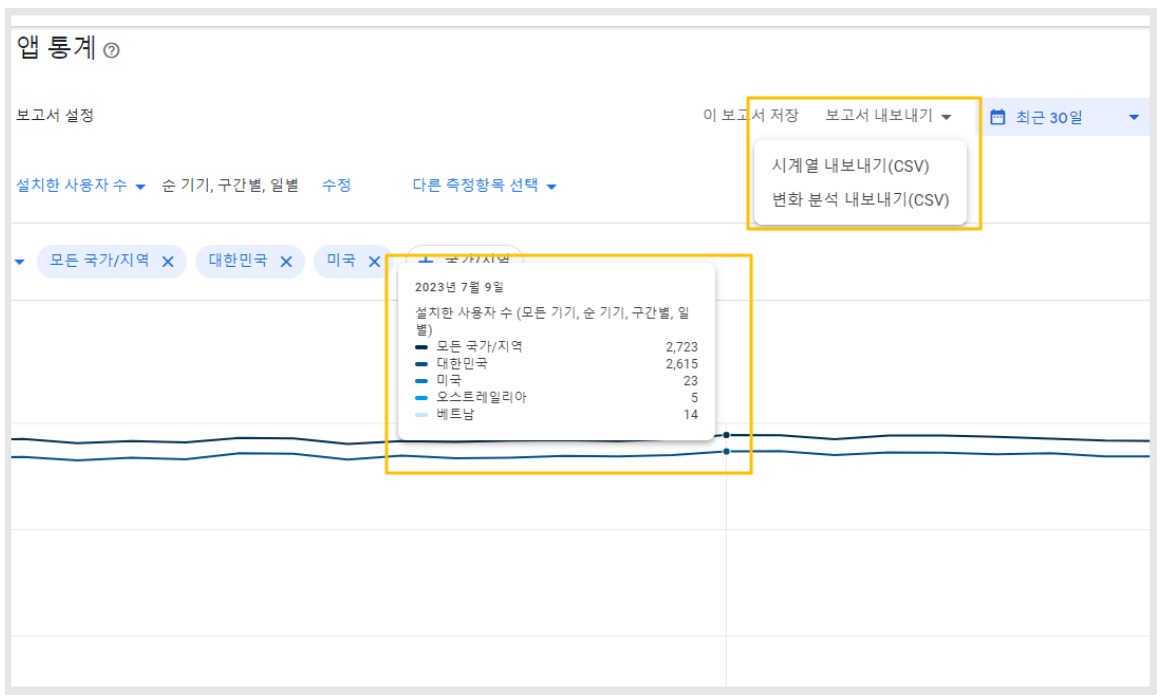 앱 통계
보고서 설정
이 보고서 저장 보고서 내보내기 최근 30일
시계열 내보내기(CSV)
변화 분석 내보내기(CSV)
설치한 사용자 수 순 기기, 구간별, 일별 수정 다른 측정항목 선택
모든 국가/지역 × 대한민국 × 미국 × + 국가/지역
2023년 7월 9일
설치한 사용자 수 (모든 기기, 순 기기, 구간별, 일
별)
모든 국가/지역 2,723
대한민국 2,615
미국 23
오스트레일리아 5
베트남 14